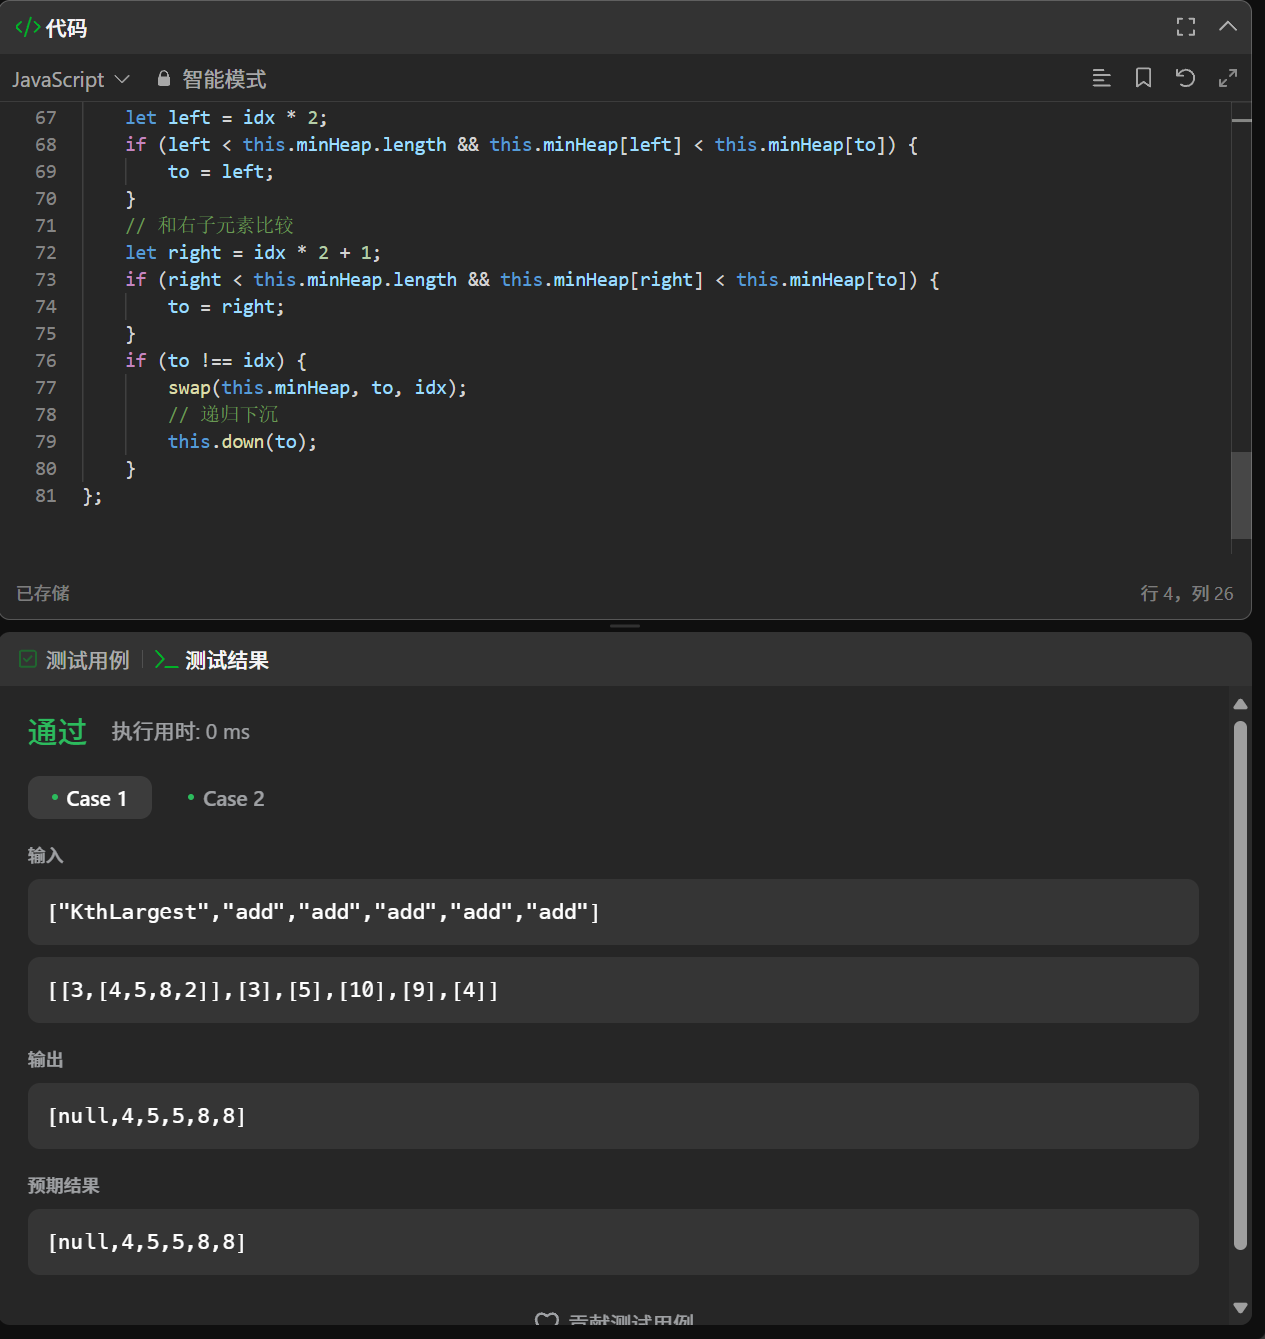 </> 代码
JavaScript 智能模式
67 let left = idx * 2;
68 if (left < this.minHeap.length && this.minHeap[left] < this.minHeap[to]) {
69 to = left;
70 }
71 // 和右子元素比较
72 let right = idx * 2 + 1;
73 if (right < this.minHeap.length && this.minHeap[right] < this.minHeap[to]) {
74 to = right;
75 }
76 if (to !== idx) {
77 swap(this.minHeap, to, idx);
78 // 递归下沉
79 this.down(to);
80 }
81 };
已存储 行 4，列 26
测试用例 >_ 测试结果
通过 执行用时: 0 ms
• Case 1 • Case 2
输入
["KthLargest","add","add","add","add","add"]
[[3,[4,5,8,2]],[3],[5],[10],[9],[4]]
输出
[null,4,5,5,8,8]
预期结果
[null,4,5,5,8,8]
贡献测试用例